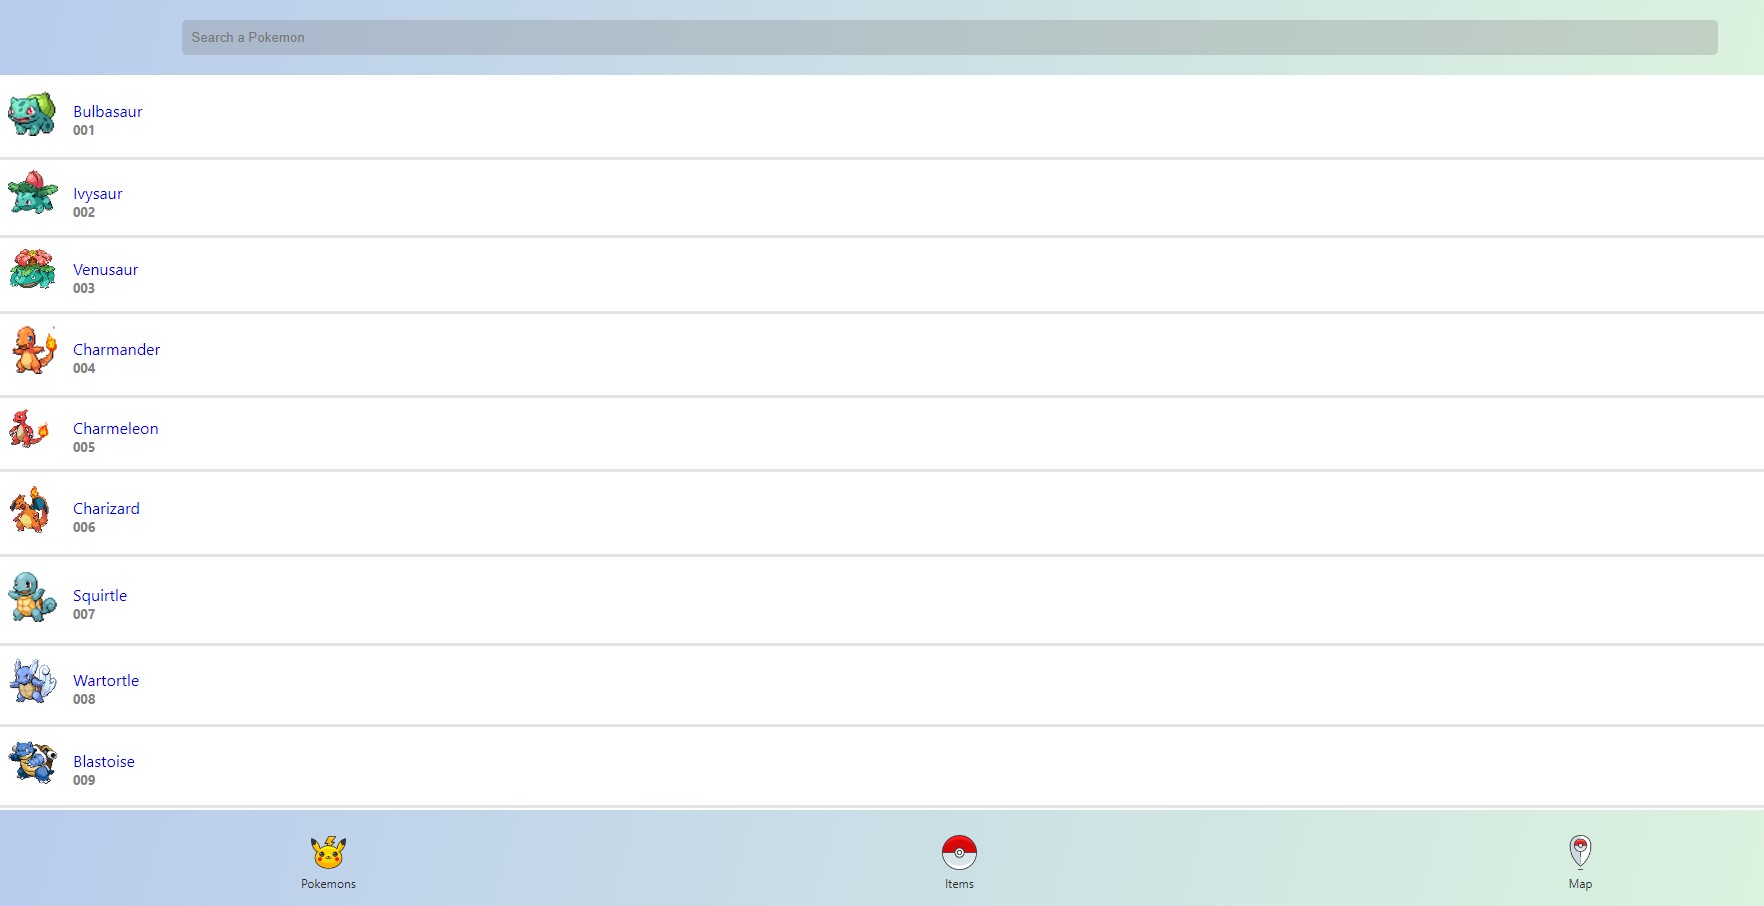 Search a Pokemon
Bulbasaur
001
Ivysaur
002
Venusaur
003
Charmander
004
Charmeleon
005
Charizard
006
Squirtle
007
Wartortle
008
Blastoise
009
Pokemons
Items
Map